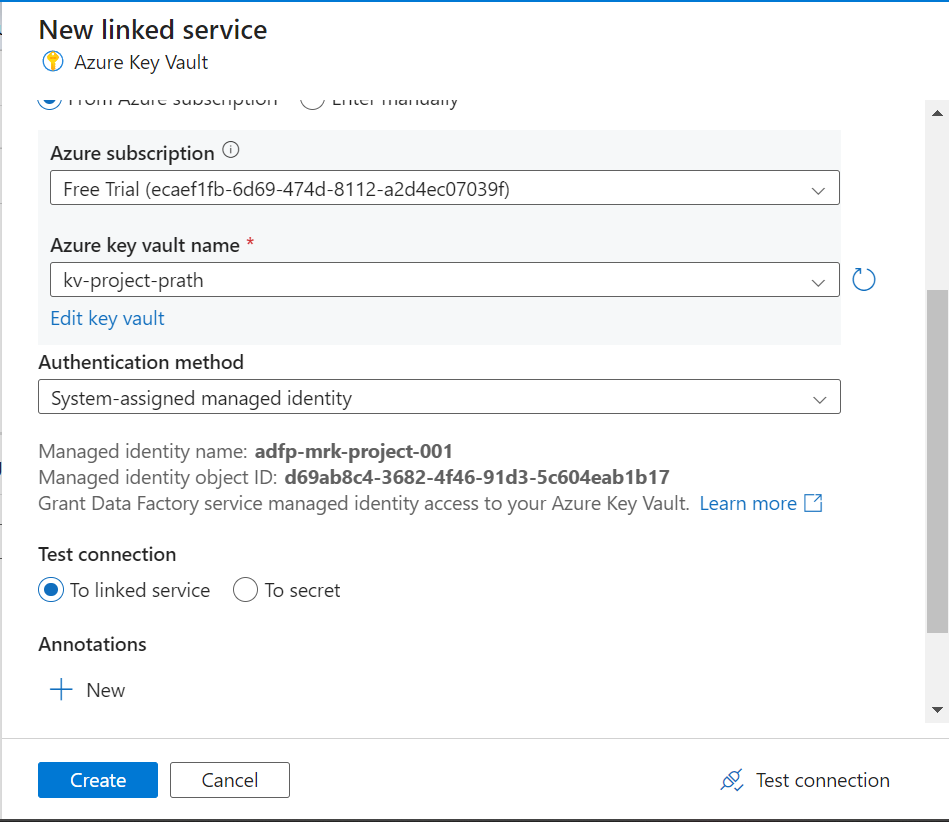 New linked service
Azure Key Vault
From Azure subscription Enter manually
Azure subscription
Free Trial (ecaef1fb-6d69-474d-8112-a2d4ec07039f)
Azure key vault name *
kv-project-prath
Edit key vault
Authentication method
System-assigned managed identity
Managed identity name: adfp-mrk-project-001
Managed identity object ID: d69ab8c4-3682-4f46-91d3-5c604eab1b17
Grant Data Factory service managed identity access to your Azure Key Vault. Learn more
Test connection
To linked service To secret
Annotations
New
Create Cancel Test connection